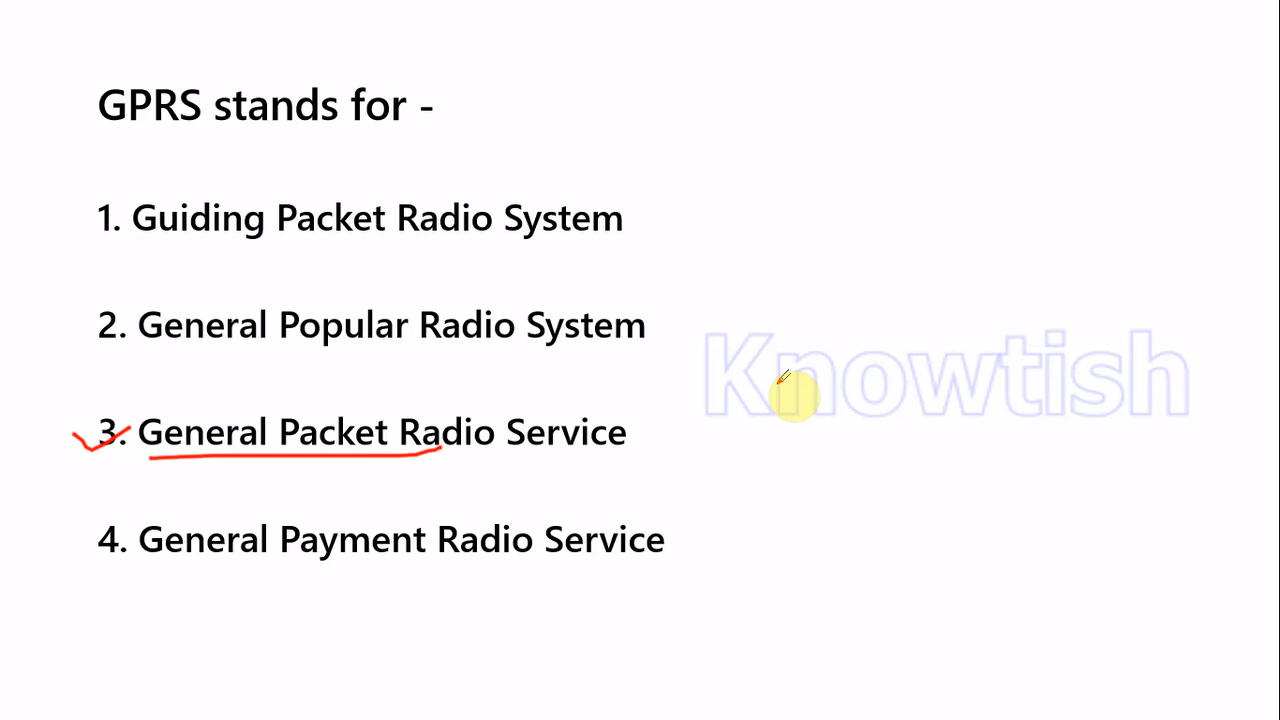 GPRS stands for -
1. Guiding Packet Radio System
2. General Popular Radio System
3. General Packet Radio Service
4. General Payment Radio Service
Knowtish